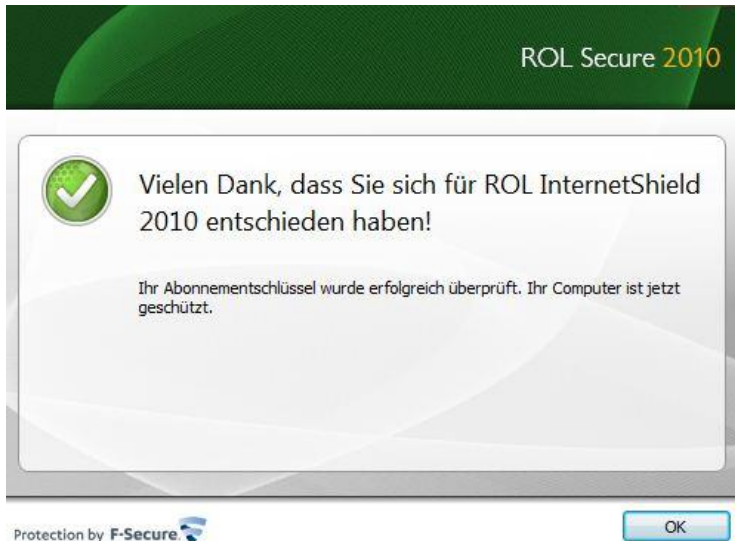 ROL Secure 2010
Vielen Dank, dass Sie sich für ROL InternetShield
2010 entschieden haben!
Ihr Abonnementschlüssel wurde erfolgreich überprüft. Ihr Computer ist jetzt
geschützt.
Protection by F-Secure.
OK